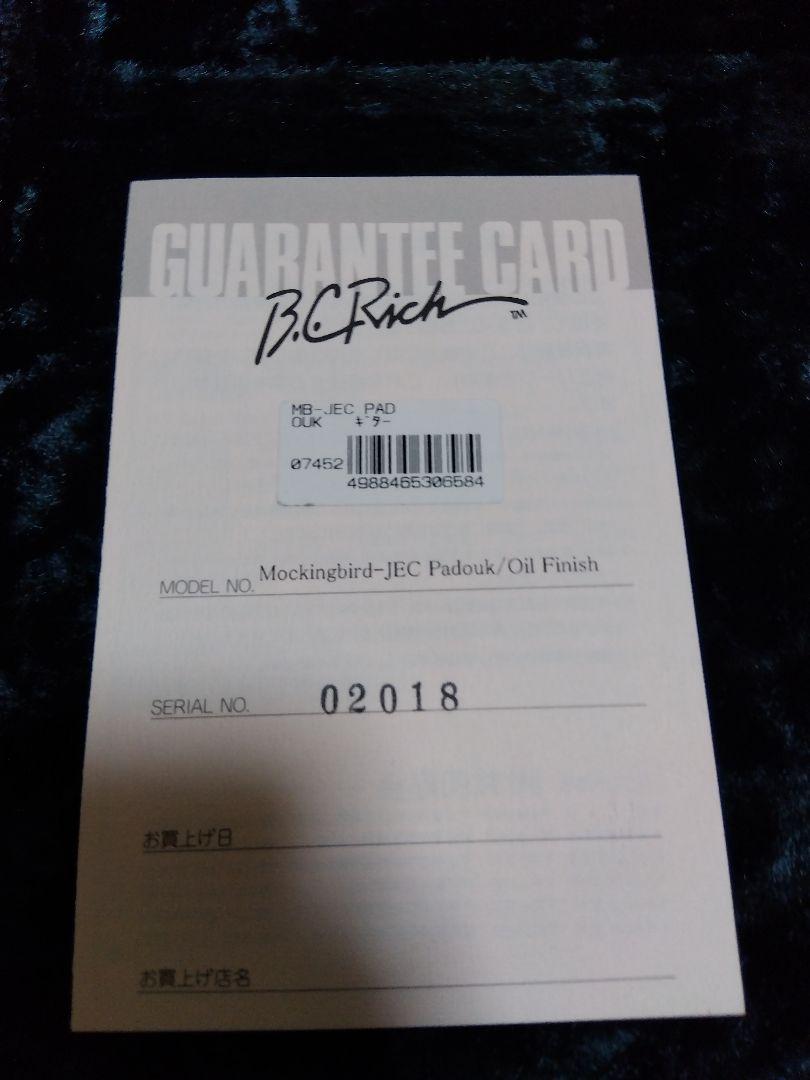 GUARANTEE CARD
B.C.Rich ™
MB-JEC PAD
OUK ｷﾞﾀｰ
07452
4988465306584
MODEL NO. Mockingbird-JEC Padouk/Oil Finish
SERIAL NO. 02018
お買上げ日
お買上げ店名